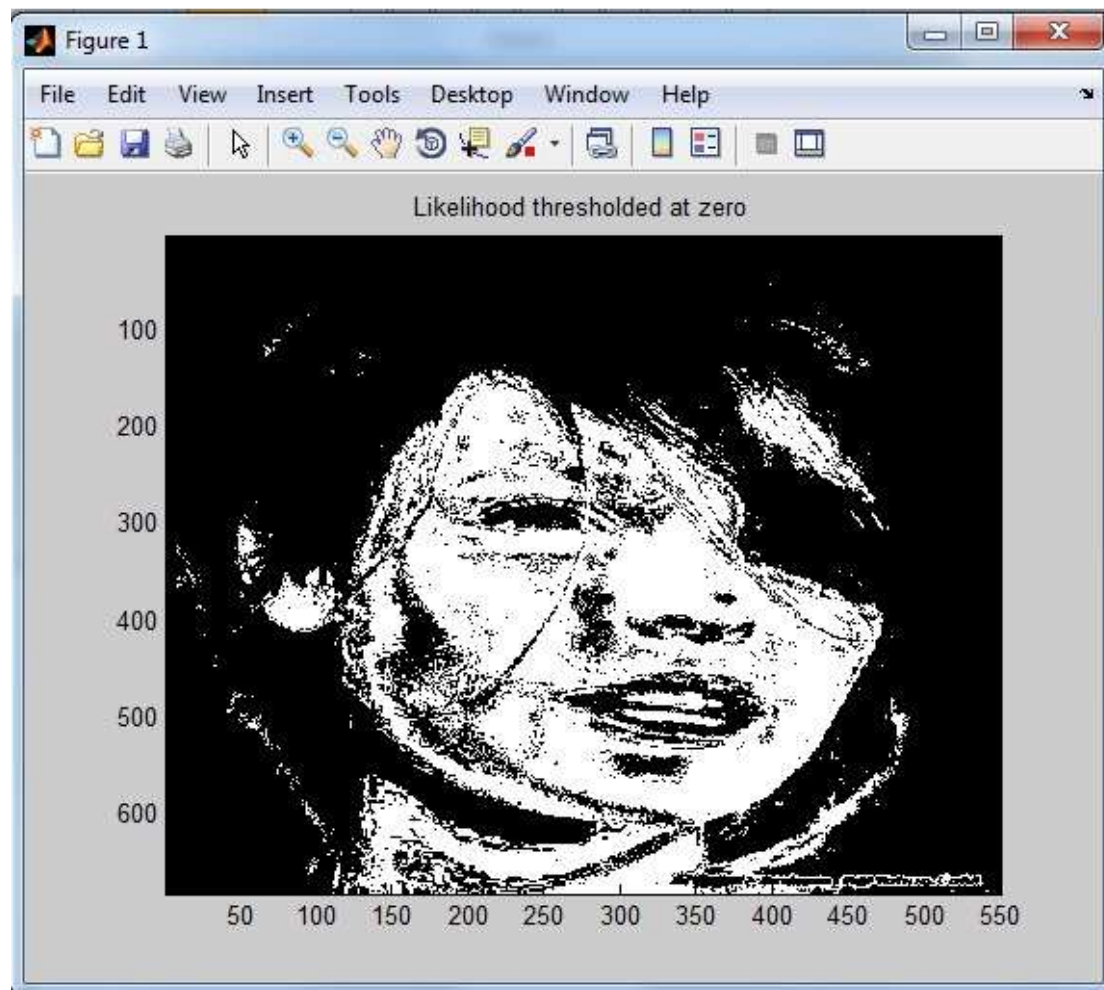 Figure 1
File Edit View Insert Tools Desktop Window Help
Likelihood thresholded at zero
100
200
300
400
500
600
50 100 150 200 250 300 350 400 450 500 550